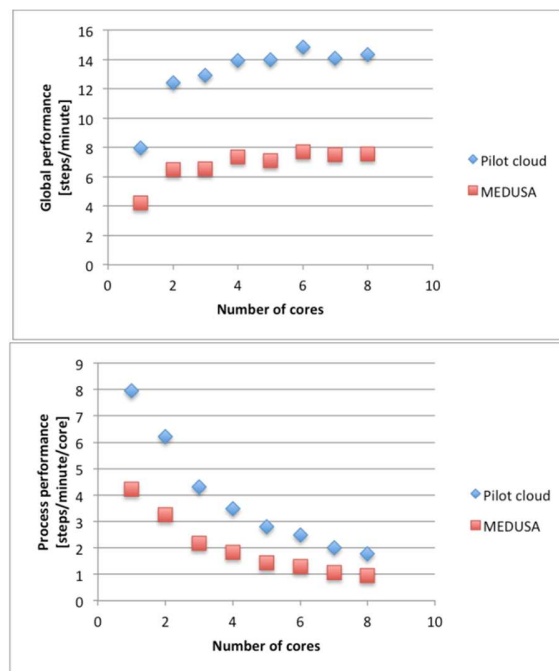 16
14
12
10
8
6
4
2
0
Global performance
[steps/minute]
0 2 4 6 8 10
Number of cores
Pilot cloud
MEDUSA
9
8
7
6
5
4
3
2
1
0
Process performance
[steps/minute/core]
0 2 4 6 8 10
Number of cores
Pilot cloud
MEDUSA